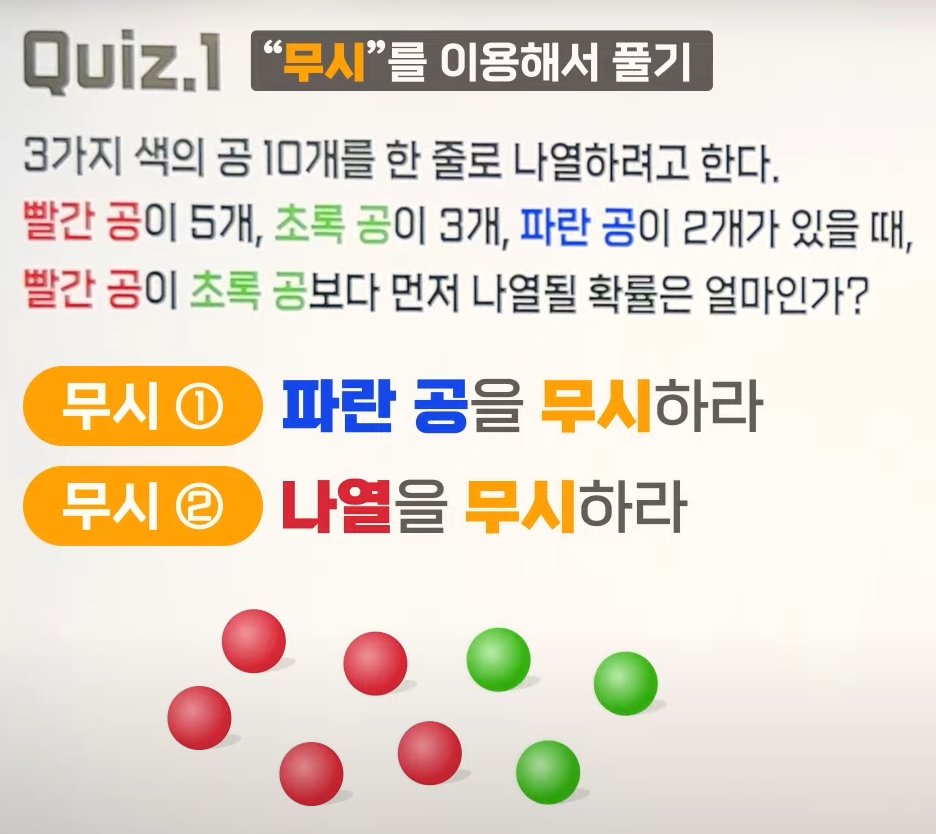 Quiz.1 “무시”를 이용해서 풀기
3가지 색의 공 10개를 한 줄로 나열하려고 한다.
빨간 공이 5개, 초록 공이 3개, 파란 공이 2개가 있을 때,
빨간 공이 초록 공보다 먼저 나열될 확률은 얼마인가?
무시 ① 파란 공을 무시하라
무시 ② 나열을 무시하라